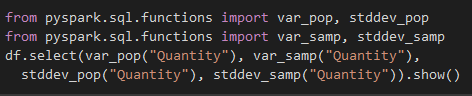 from pyspark.sql.functions import var_pop, stddev_pop
from pyspark.sql.functions import var_samp, stddev_samp
df.select(var_pop("Quantity"), var_samp("Quantity"),
  stddev_pop("Quantity"), stddev_samp("Quantity")).show()